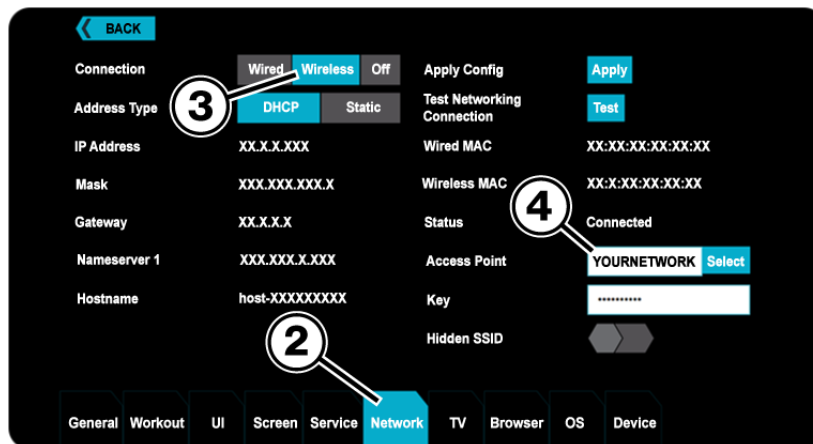 BACK
Connection Wired Wireless Off Apply Config Apply
3
Address Type DHCP Static Test Networking Connection Test
IP Address XX.X.X.XXX Wired MAC XX:XX:XX:XX:XX:XX
Mask XXX.XXX.XXX.X Wireless MAC XX:X:XX:XX:XX:XX
4
Gateway XX.X.X.X Status Connected
Nameserver 1 XXX.XXX.X.XXX Access Point YOURNETWORK Select
Hostname host-XXXXXXXXX Key ••••••••••
2
Hidden SSID
General Workout UI Screen Service Network TV Browser OS Device